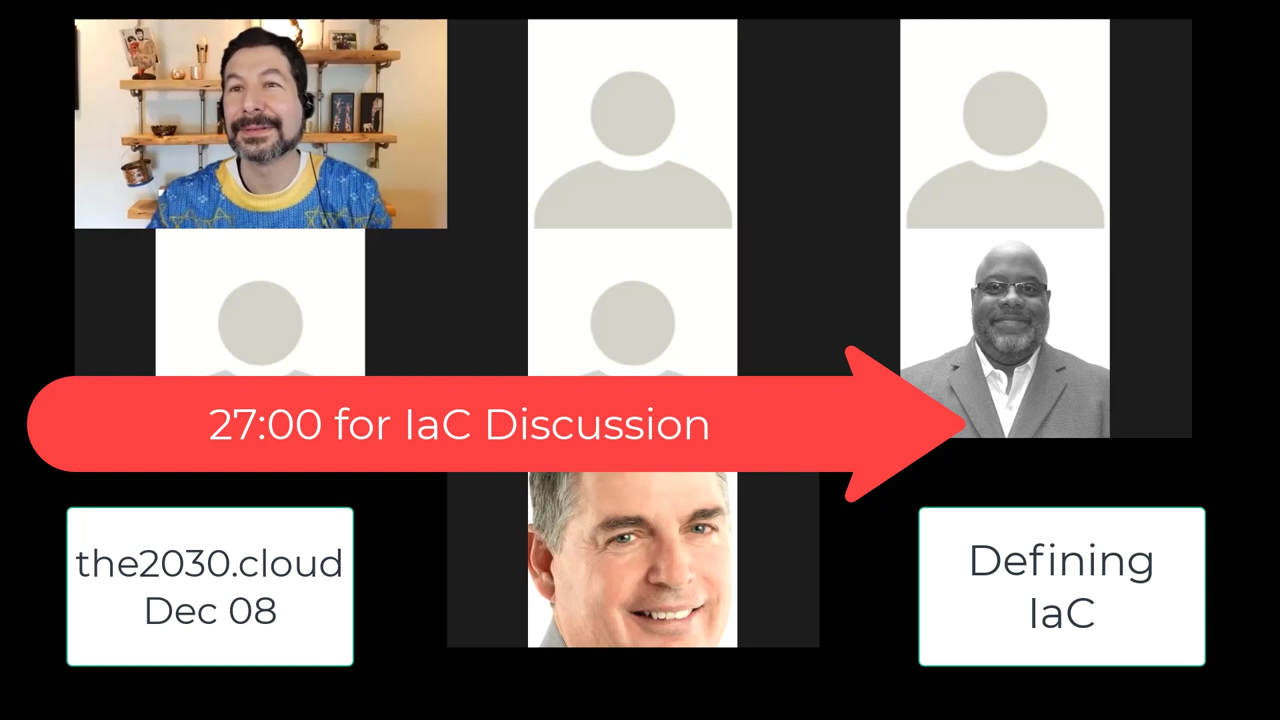 27:00 for IaC Discussion
the2030.cloud
Dec 08
Defining
IaC